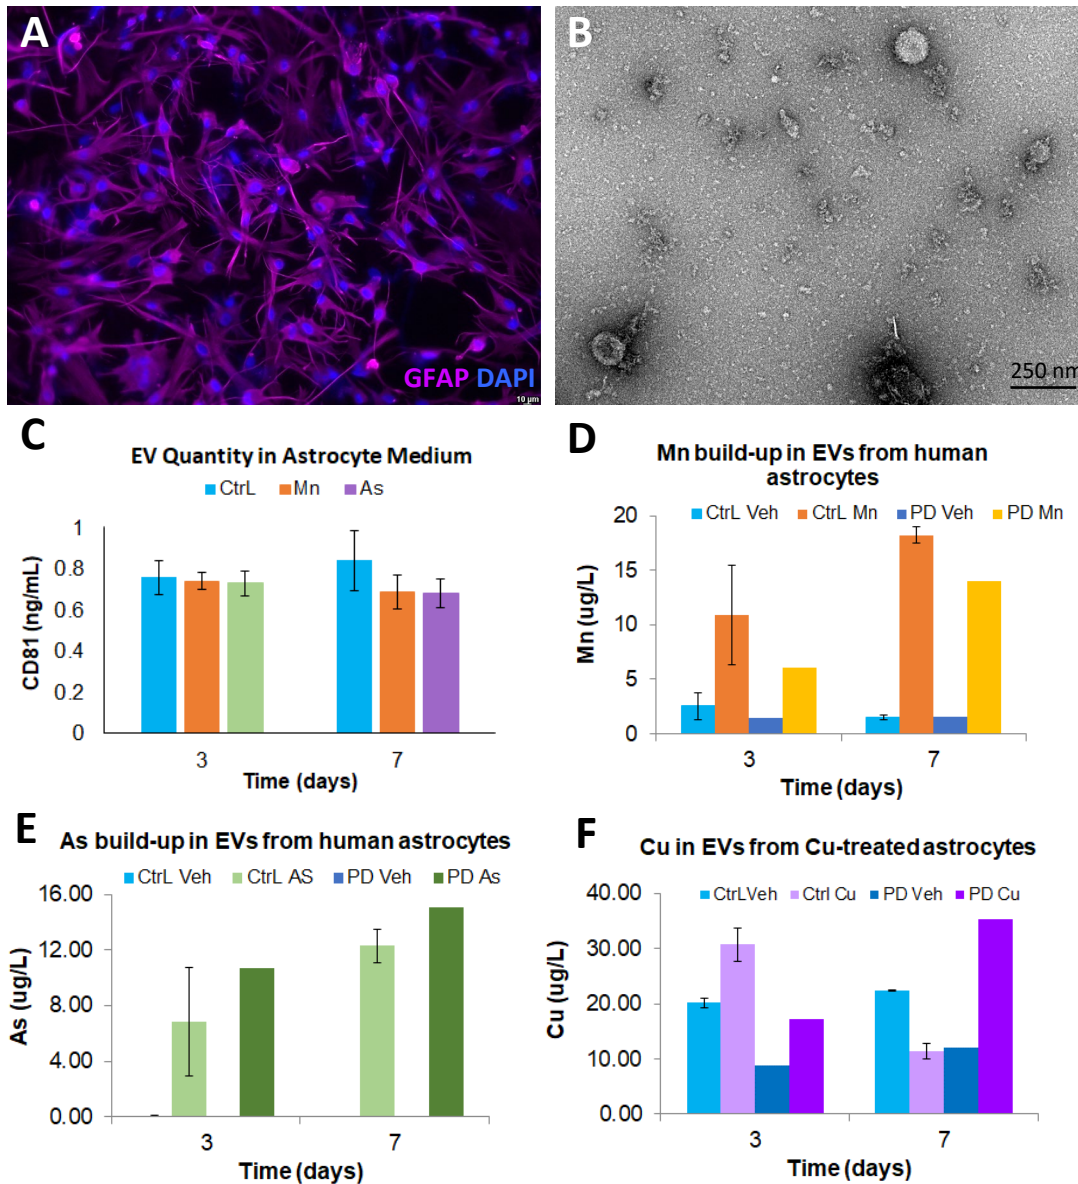 A
GFAP DAPI
10 µm
B
250 nm
C
EV Quantity in Astrocyte Medium
CtrL Mn As
1
0.8
0.6
0.4
0.2
0
CD81 (ng/mL)
3 7
Time (days)
D
Mn build-up in EVs from human
astrocytes
CtrL Veh CtrL Mn PD Veh PD Mn
20
15
10
5
0
Mn (ug/L)
3 7
Time (days)
E
As build-up in EVs from human astrocytes
CtrL Veh CtrL AS PD Veh PD As
16.00
12.00
8.00
4.00
0.00
As (ug/L)
3 7
Time (days)
F
Cu in EVs from Cu-treated astrocytes
CtrLVeh Ctrl Cu PD Veh PD Cu
40.00
30.00
20.00
10.00
0.00
Cu (ug/L)
3 7
Time (days)